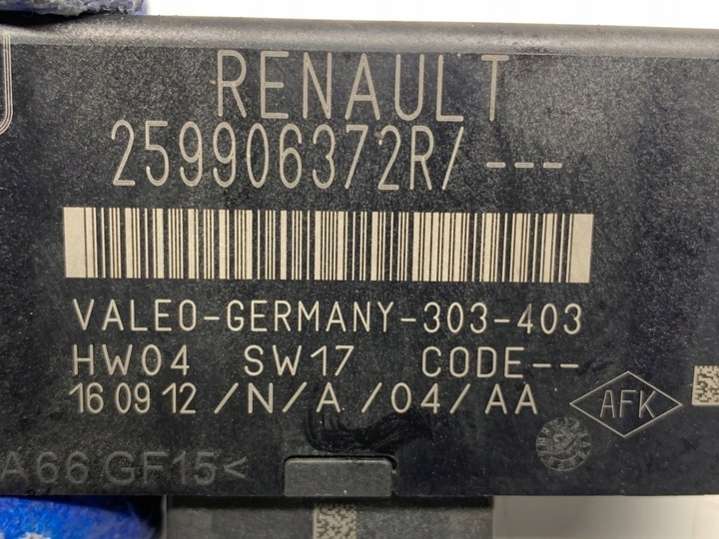 RENAULT
259906372R/ ---
VALEO-GERMANY-303-403
HW04 SW17 CODE--
16 09 12 /N/A/04/AA
AFK
A66 GF15<